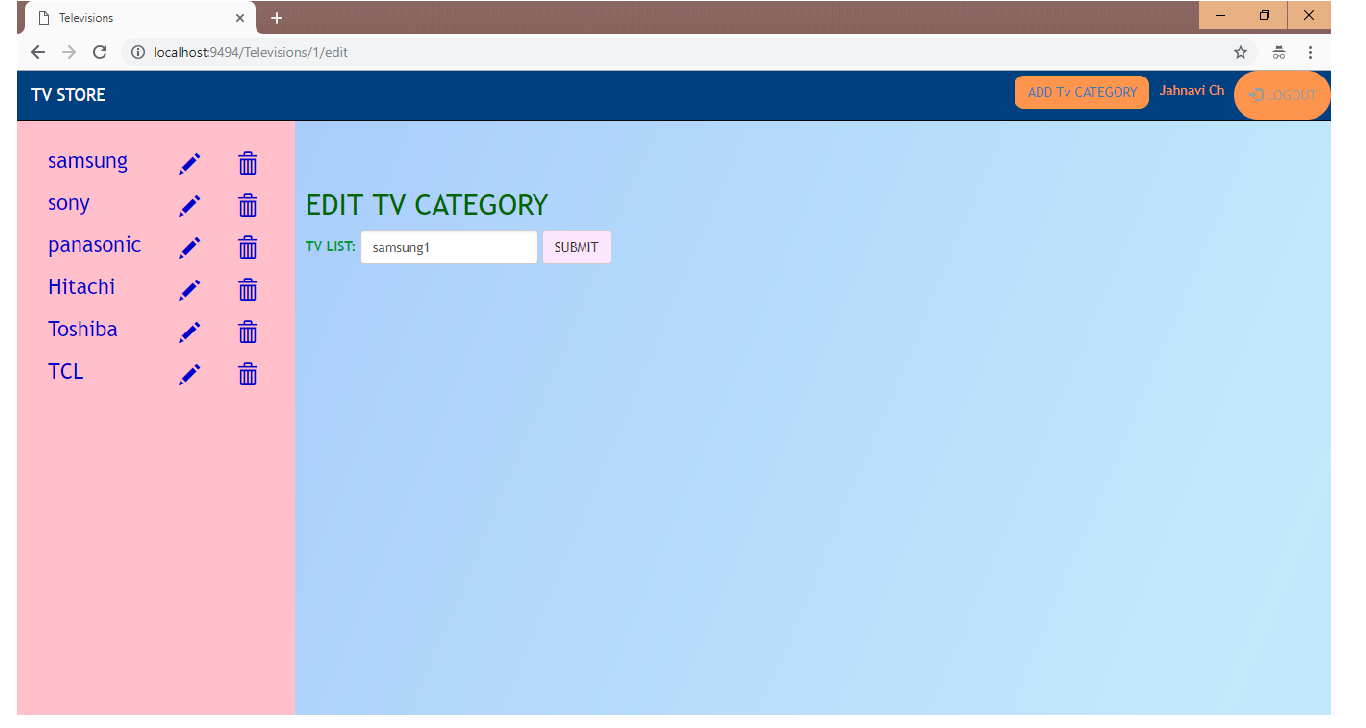 Televisions
localhost:9494/Televisions/1/edit
TV STORE
ADD TV CATEGORY
Jahnavi Ch
LOGOUT
samsung
sony
panasonic
Hitachi
Toshiba
TCL
EDIT TV CATEGORY
TV LIST: samsung1 SUBMIT